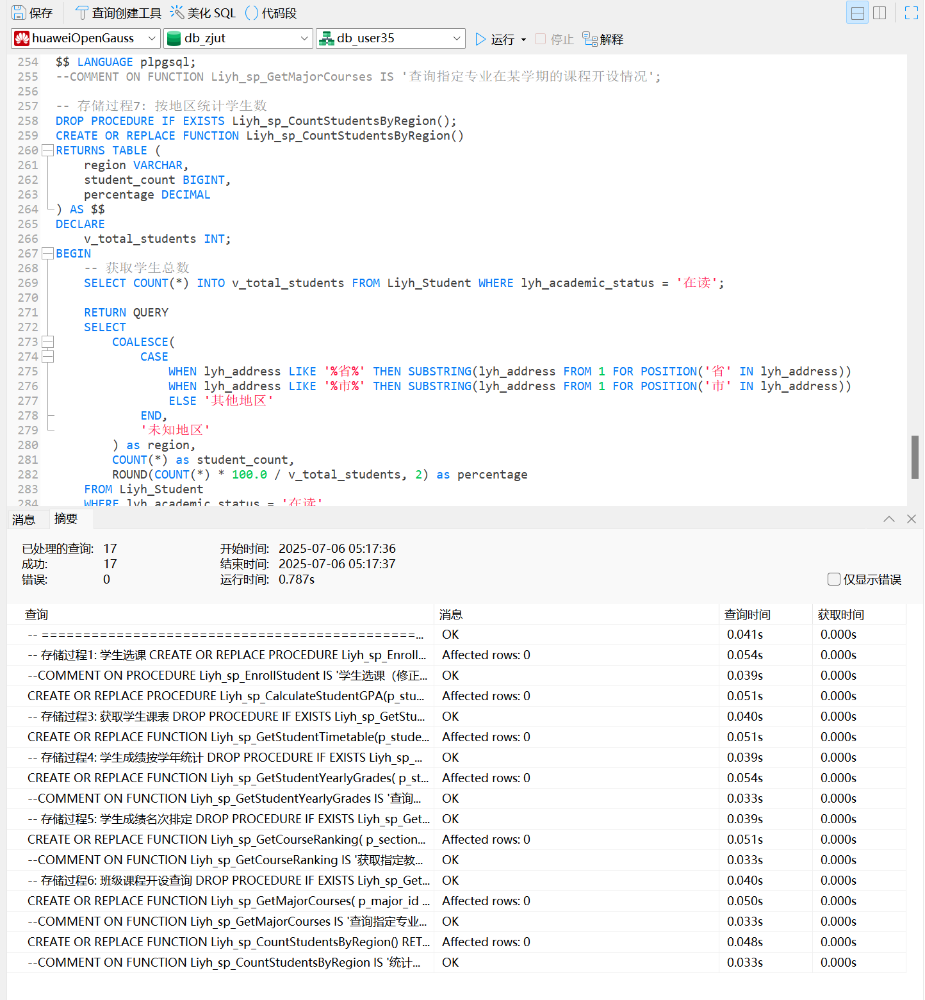 保存 查询创建工具 美化 SQL () 代码段
huaweiOpenGauss db_zjut db_user35 运行 停止 解释
254 $$ LANGUAGE plpgsql;
255 --COMMENT ON FUNCTION Liyh_sp_GetMajorCourses IS '查询指定专业在某学期的课程开设情况';
256
257 -- 存储过程7: 按地区统计学生数
258 DROP PROCEDURE IF EXISTS Liyh_sp_CountStudentsByRegion();
259 CREATE OR REPLACE FUNCTION Liyh_sp_CountStudentsByRegion()
260 RETURNS TABLE (
261 region VARCHAR,
262 student_count BIGINT,
263 percentage DECIMAL
264 ) AS $$
265 DECLARE
266 v_total_students INT;
267 BEGIN
268 -- 获取学生总数
269 SELECT COUNT(*) INTO v_total_students FROM Liyh_Student WHERE lyh_academic_status = '在读';
270
271 RETURN QUERY
272 SELECT
273 COALESCE(
274 CASE
275 WHEN lyh_address LIKE '%省%' THEN SUBSTRING(lyh_address FROM 1 FOR POSITION('省' IN lyh_address))
276 WHEN lyh_address LIKE '%市%' THEN SUBSTRING(lyh_address FROM 1 FOR POSITION('市' IN lyh_address))
277 ELSE '其他地区'
278 END,
279 '未知地区'
280 ) as region,
281 COUNT(*) as student_count,
282 ROUND(COUNT(*) * 100.0 / v_total_students, 2) as percentage
283 FROM Liyh_Student
284 WHERE lyh_academic_status = '在读'
消息 摘要
已处理的查询: 17 开始时间: 2025-07-06 05:17:36
成功: 17 结束时间: 2025-07-06 05:17:37
错误: 0 运行时间: 0.787s 仅显示错误
查询 消息 查询时间 获取时间
-- =============================================... OK 0.041s 0.000s
-- 存储过程1: 学生选课 CREATE OR REPLACE PROCEDURE Liyh_sp_Enroll... Affected rows: 0 0.054s 0.000s
--COMMENT ON PROCEDURE Liyh_sp_EnrollStudent IS '学生选课（修正... OK 0.039s 0.000s
CREATE OR REPLACE PROCEDURE Liyh_sp_CalculateStudentGPA(p_stu... Affected rows: 0 0.051s 0.000s
-- 存储过程3: 获取学生课表 DROP PROCEDURE IF EXISTS Liyh_sp_GetStu... OK 0.040s 0.000s
CREATE OR REPLACE FUNCTION Liyh_sp_GetStudentTimetable(p_stude... Affected rows: 0 0.051s 0.000s
-- 存储过程4: 学生成绩按学年统计 DROP PROCEDURE IF EXISTS Liyh_sp_... OK 0.039s 0.000s
CREATE OR REPLACE FUNCTION Liyh_sp_GetStudentYearlyGrades( p_st... Affected rows: 0 0.054s 0.000s
--COMMENT ON FUNCTION Liyh_sp_GetStudentYearlyGrades IS '查询... OK 0.033s 0.000s
-- 存储过程5: 学生成绩名次排定 DROP PROCEDURE IF EXISTS Liyh_sp_Get... OK 0.039s 0.000s
CREATE OR REPLACE FUNCTION Liyh_sp_GetCourseRanking( p_section... Affected rows: 0 0.051s 0.000s
--COMMENT ON FUNCTION Liyh_sp_GetCourseRanking IS '获取指定教... OK 0.033s 0.000s
-- 存储过程6: 班级课程开设查询 DROP PROCEDURE IF EXISTS Liyh_sp_Get... OK 0.040s 0.000s
CREATE OR REPLACE FUNCTION Liyh_sp_GetMajorCourses( p_major_id ... Affected rows: 0 0.050s 0.000s
--COMMENT ON FUNCTION Liyh_sp_GetMajorCourses IS '查询指定专业... OK 0.033s 0.000s
CREATE OR REPLACE FUNCTION Liyh_sp_CountStudentsByRegion() RET... Affected rows: 0 0.048s 0.000s
--COMMENT ON FUNCTION Liyh_sp_CountStudentsByRegion IS '统计... OK 0.033s 0.000s